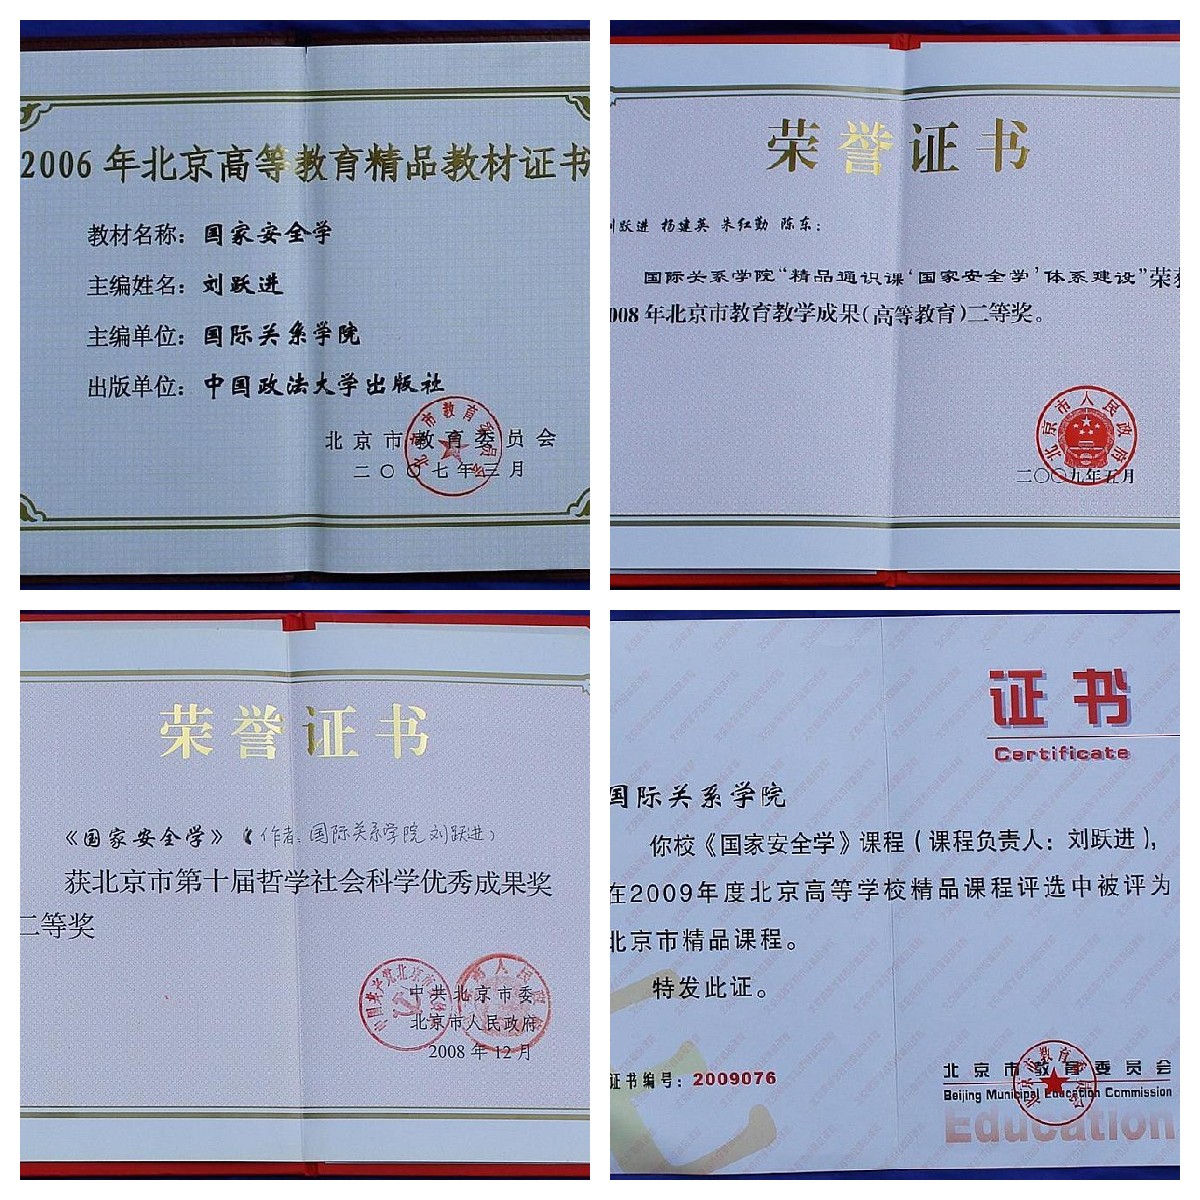 2006年北京高等教育精品教材证书
教材名称：国家安全学
主编姓名：刘跃进
主编单位：国际关系学院
出版单位：中国政法大学出版社
北京市教育委员会
二〇〇七年三月
荣誉证书
刘跃进 杨建英 朱红勤 陈东：
国际关系学院“精品通识课‘国家安全学’体系建设”荣获
2008年北京市教育教学成果（高等教育）二等奖。
北京市人民政府
二〇〇九年五月
荣誉证书
《国家安全学》（作者：国际关系学院刘跃进）
获北京市第十届哲学社会科学优秀成果奖
二等奖
中共北京市委
北京市人民政府
2008年12月
证书
Certificate
国际关系学院
你校《国家安全学》课程（课程负责人：刘跃进），
在2009年度北京高等学校精品课程评选中被评为
北京市精品课程。
特发此证。
证书编号：2009076
北京市教育委员会
Beijing Municipal Education Commission
Education